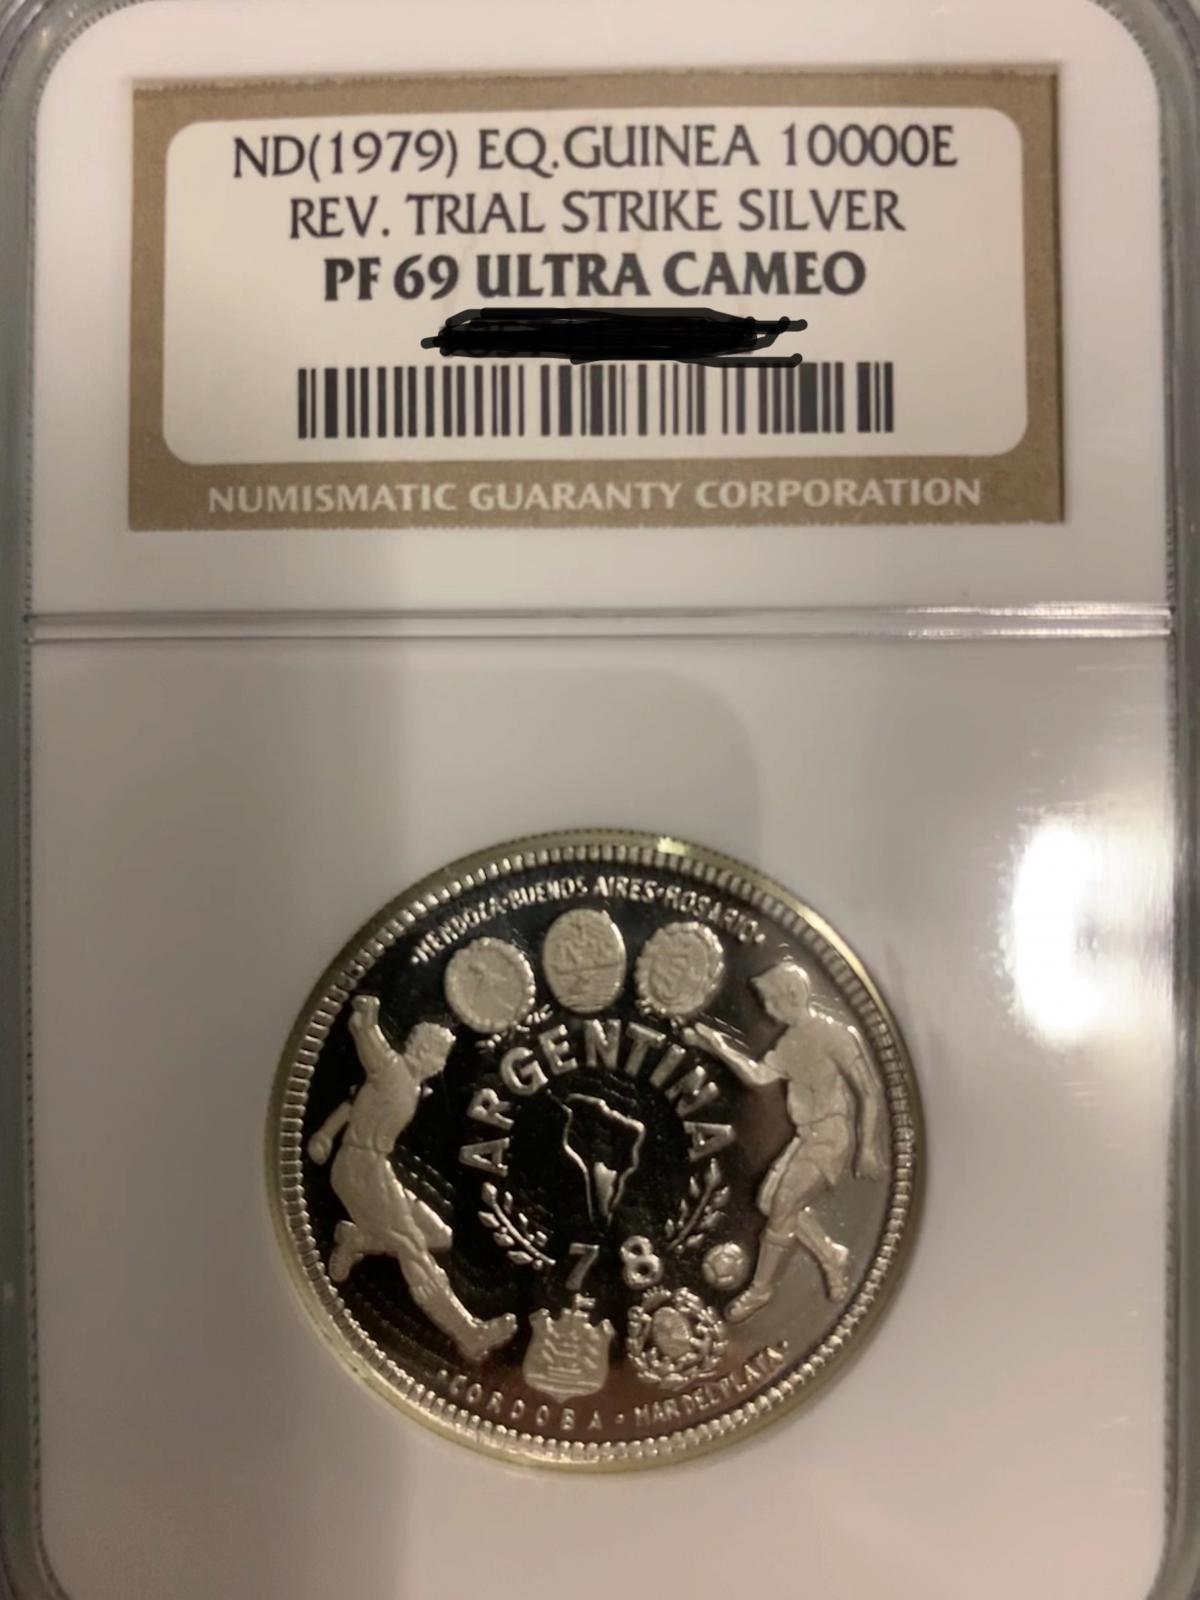 ND(1979) EQ.GUINEA 10000E
REV. TRIAL STRIKE SILVER
PF 69 ULTRA CAMEO
NUMISMATIC GUARANTY CORPORATION
·MENDOZA·BUENOS AIRES·ROSARIO·
ARGENTINA
78
·CORDOBA·MAR DEL PLATA·